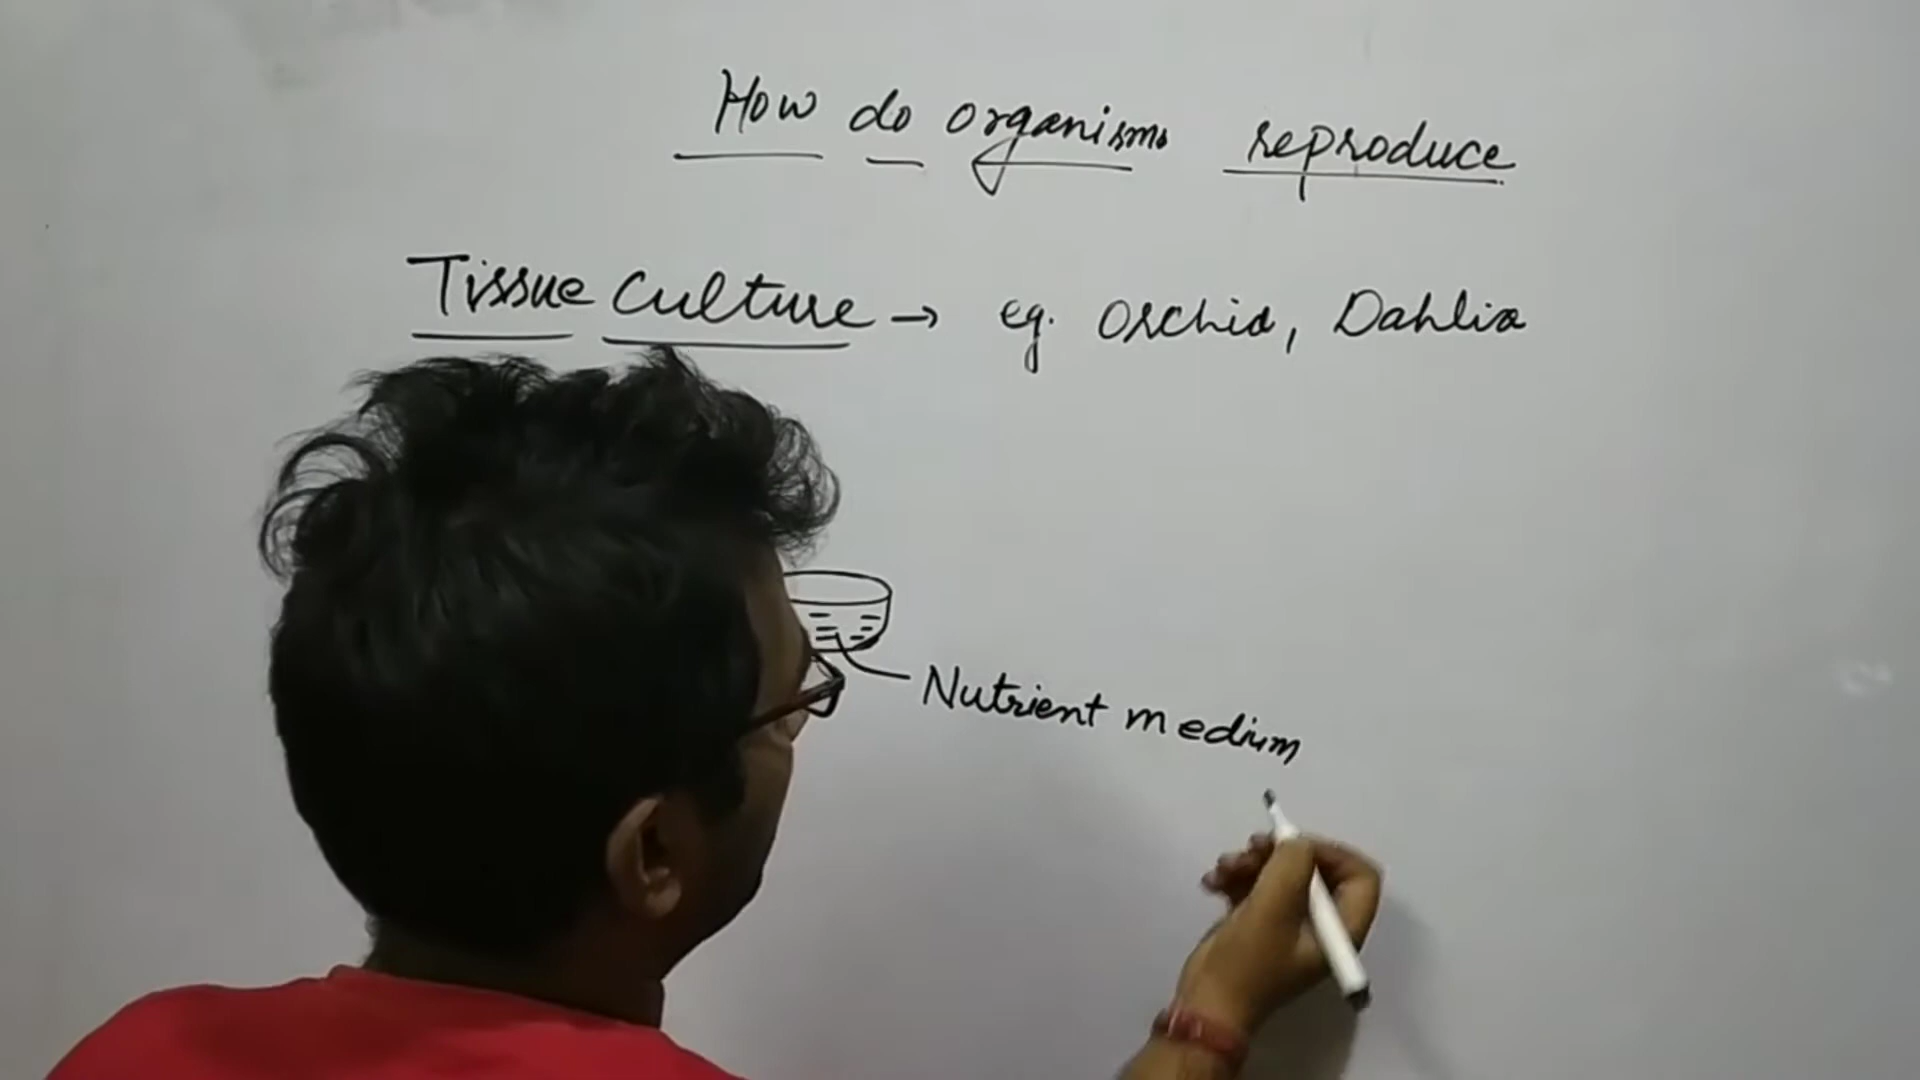 How do organisms reproduce
Tissue Culture → eg. Orchid, Dahlia
Nutrient medium